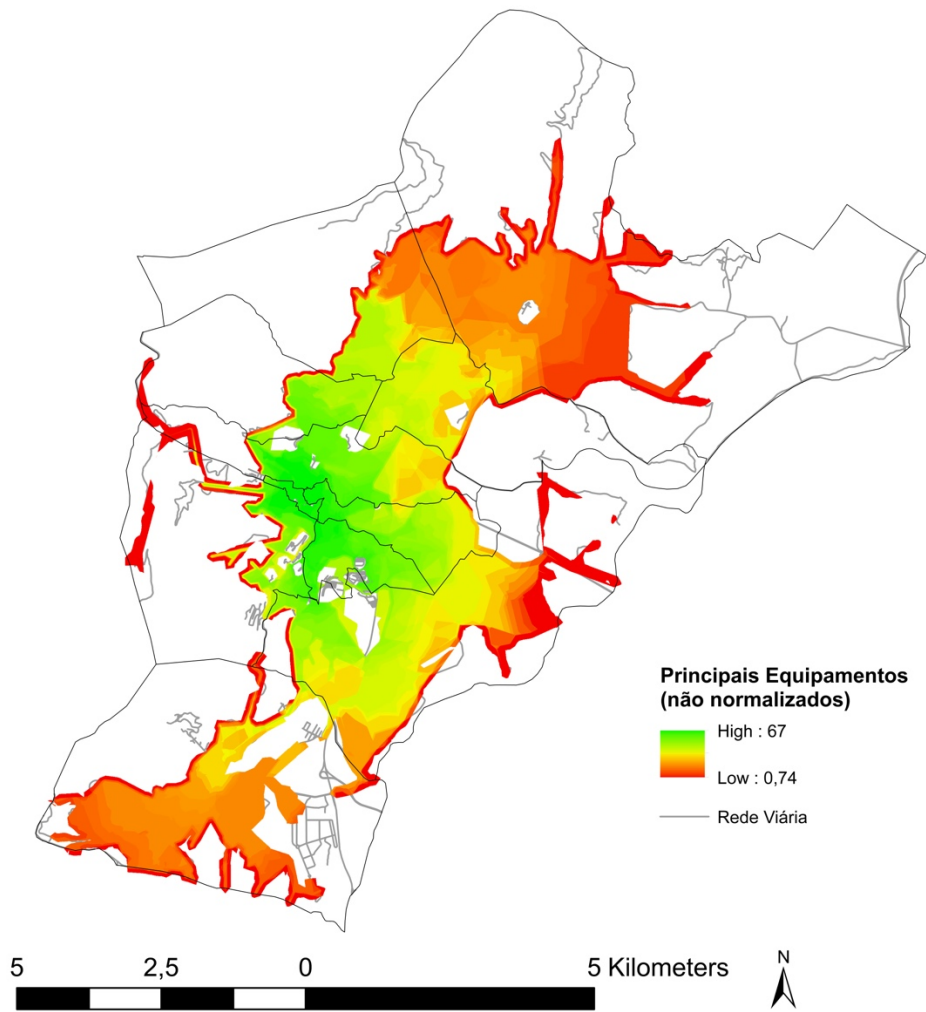 Principais Equipamentos
(não normalizados)
High : 67
Low : 0,74
Rede Viária
5 2,5 0 5 Kilometers
N